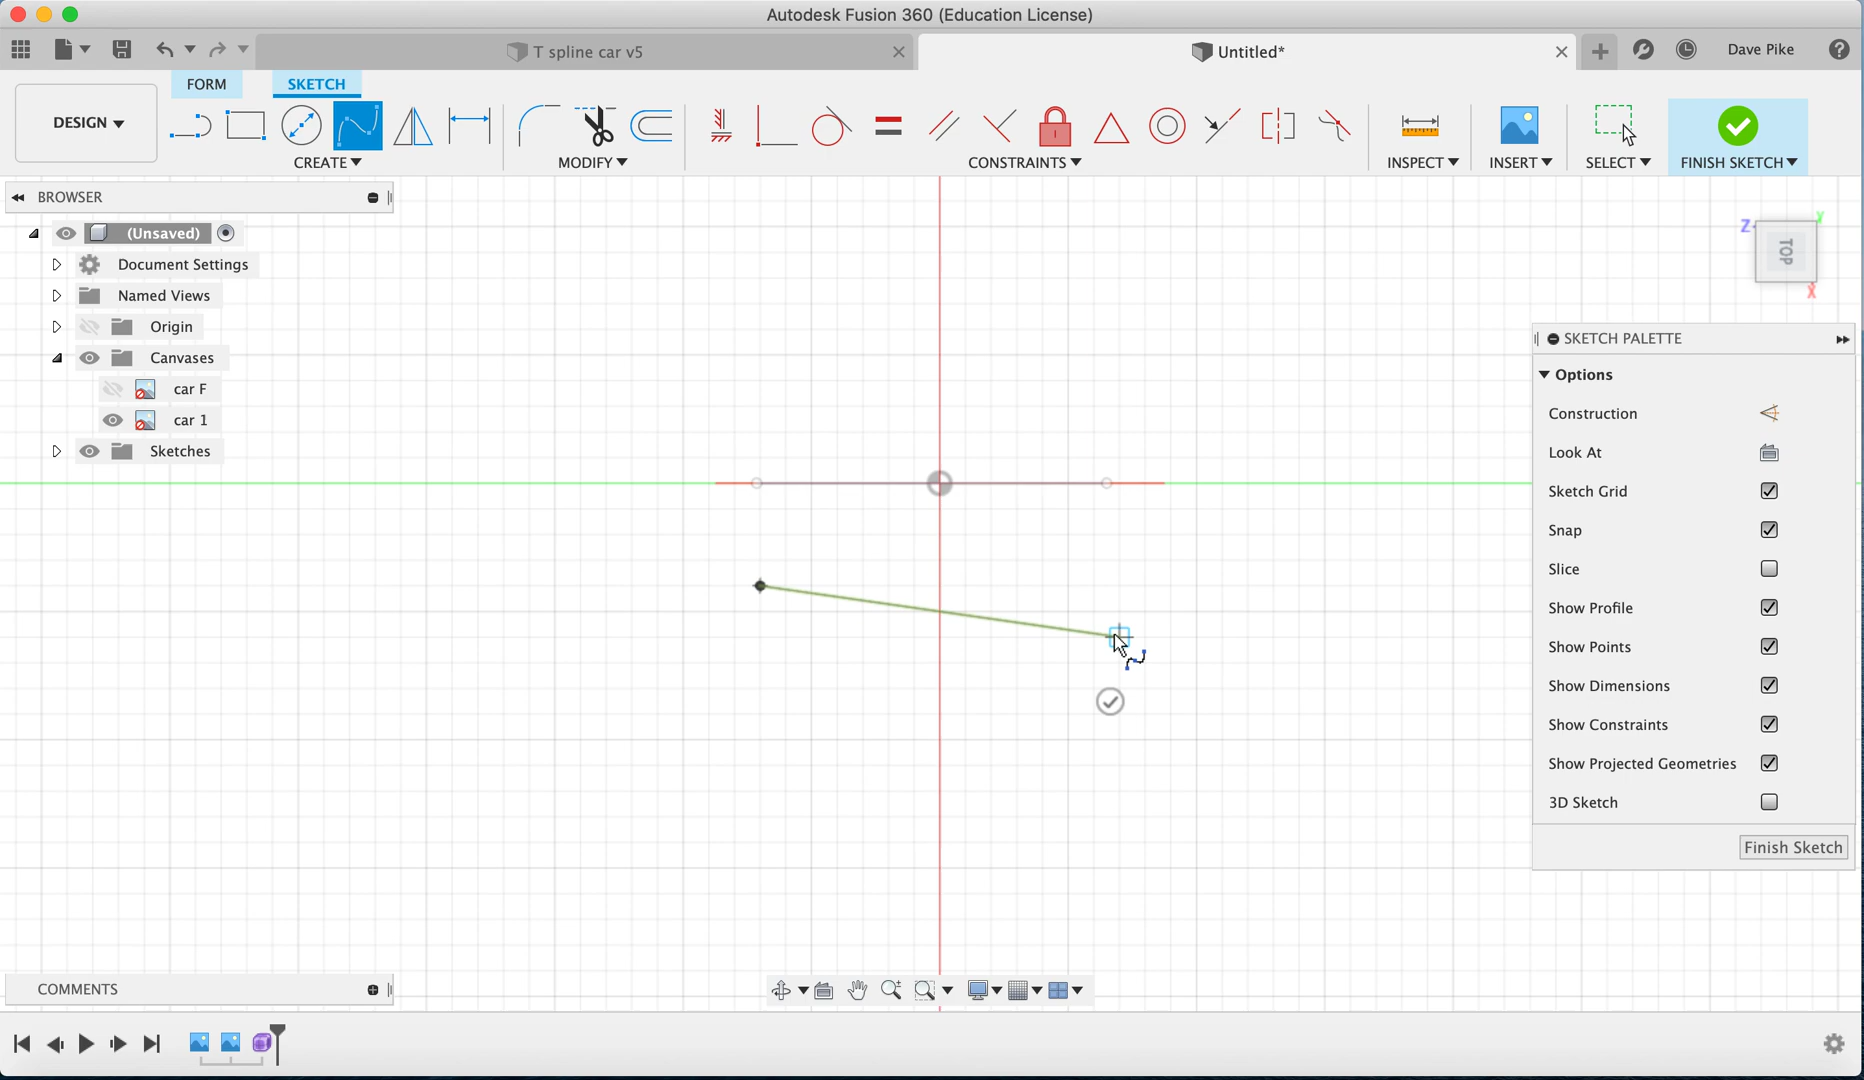 Autodesk Fusion 360 (Education License)
T spline car v5
Untitled*
Dave Pike
FORM
SKETCH
DESIGN
CREATE
MODIFY
CONSTRAINTS
INSPECT
INSERT
SELECT
FINISH SKETCH
BROWSER
(Unsaved)
Document Settings
Named Views
Origin
Canvases
car F
car 1
Sketches
Z
Y
TOP
X
SKETCH PALETTE
Options
Construction
Look At
Sketch Grid
Snap
Slice
Show Profile
Show Points
Show Dimensions
Show Constraints
Show Projected Geometries
3D Sketch
Finish Sketch
COMMENTS